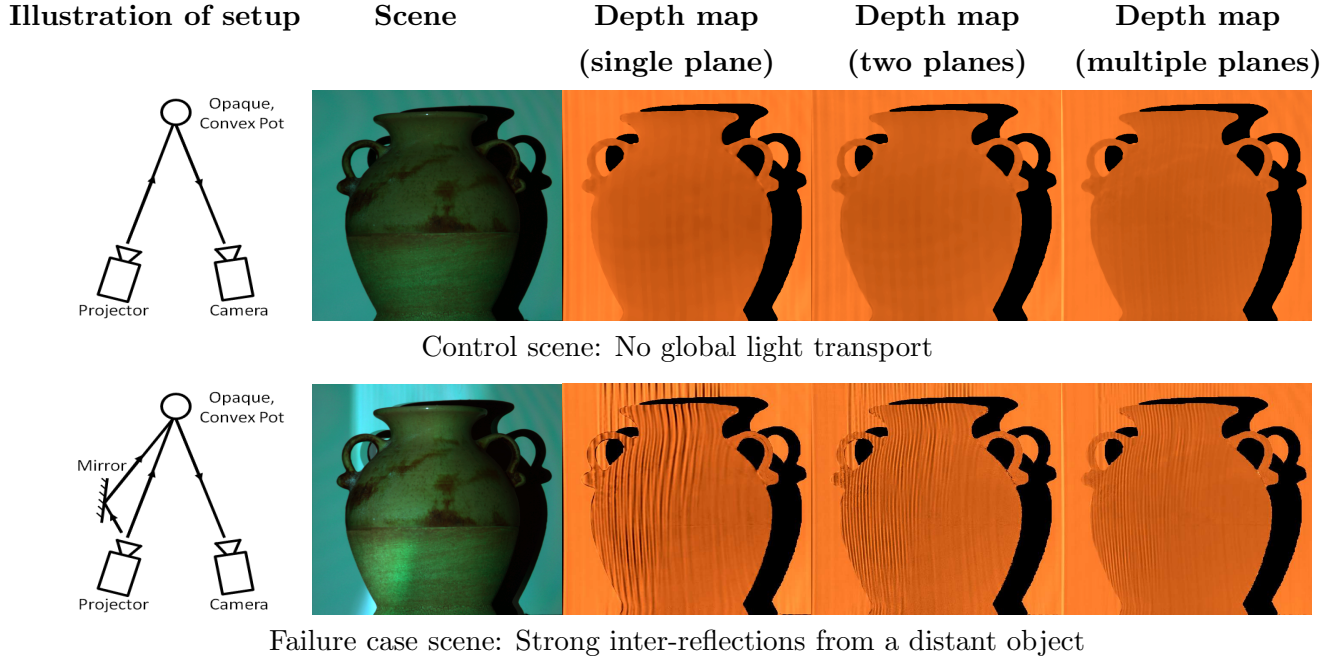 Illustration of setup
Scene
Depth map
(single plane)
Depth map
(two planes)
Depth map
(multiple planes)
Opaque,
Convex Pot
Projector
Camera
Control scene: No global light transport
Opaque,
Convex Pot
Mirror
Projector
Camera
Failure case scene: Strong inter-reflections from a distant object